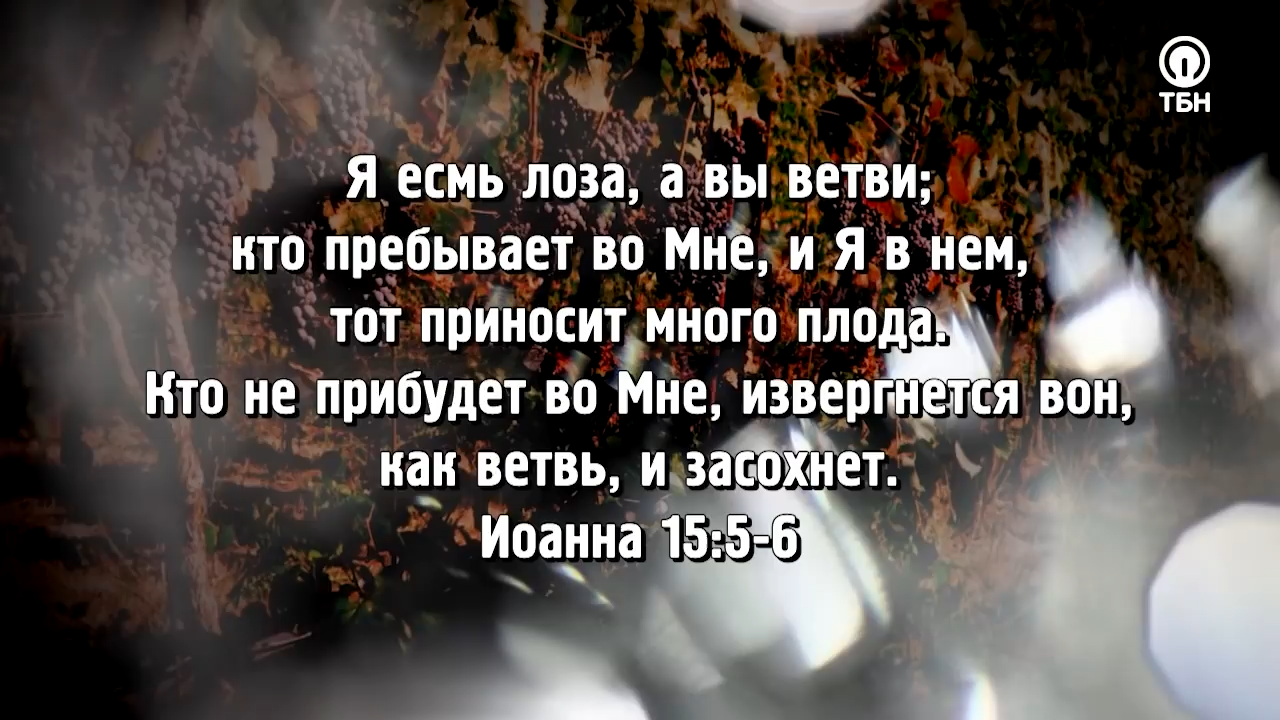 ТБН
Я есмь лоза, а вы ветви;
кто пребывает во Мне, и Я в нем,
тот приносит много плода.
Кто не прибудет во Мне, извергнется вон,
как ветвь, и засохнет.
Иоанна 15:5-6